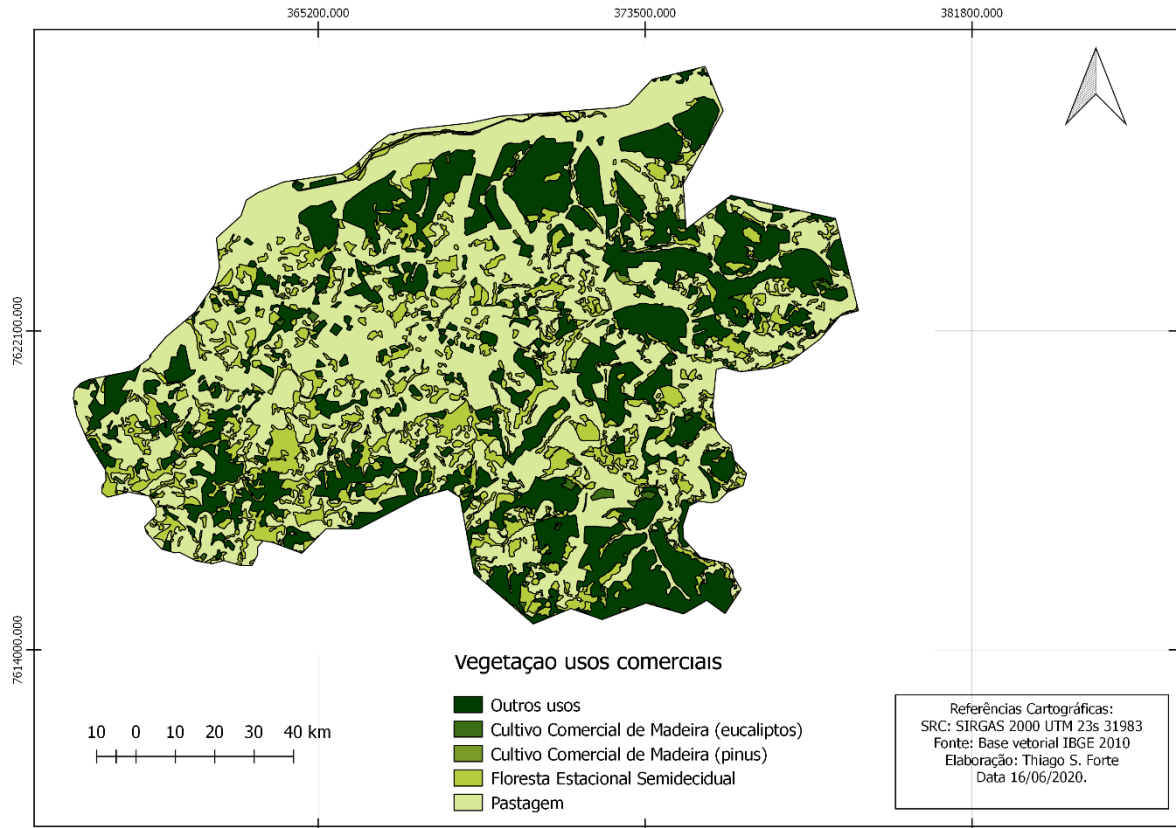 365200.000
373500.000
381800.000
7622100.000
7614000.000
Vegetação usos comerciais
Outros usos
Cultivo Comercial de Madeira (eucaliptos)
Cultivo Comercial de Madeira (pinus)
Floresta Estacional Semidecidual
Pastagem
10 0 10 20 30 40 km
Referências Cartográficas:
SRC: SIRGAS 2000 UTM 23s 31983
Fonte: Base vetorial IBGE 2010
Elaboração: Thiago S. Forte
Data 16/06/2020.